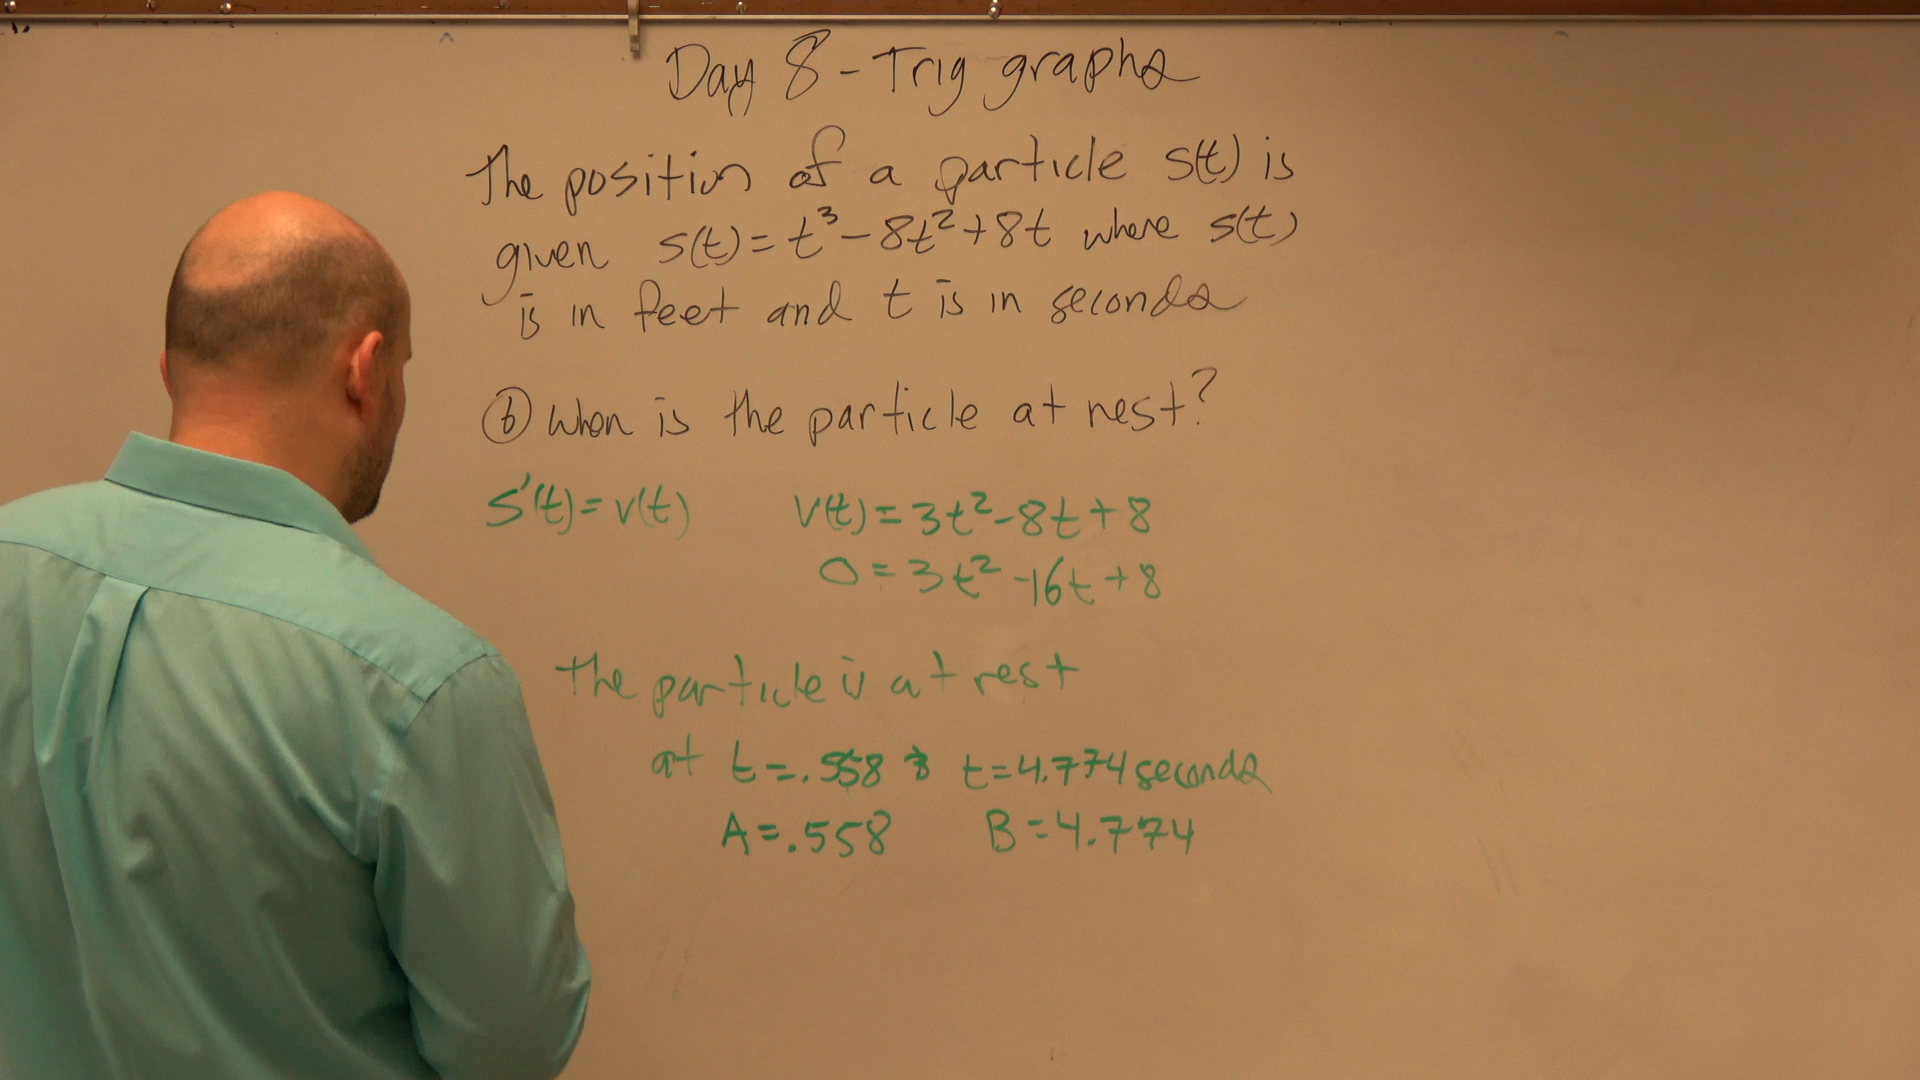 Day 8 - Trig graphs
The position of a particle s(t) is
given s(t) = t³ - 8t² + 8t where s(t)
is in feet and t is in seconds
ⓑ When is the particle at rest?
s'(t) = v(t) v(t) = 3t² - 8t + 8
0 = 3t² - 16t + 8
the particle is at rest
at t = .558 & t = 4.774 seconds
A = .558 B = 4.774